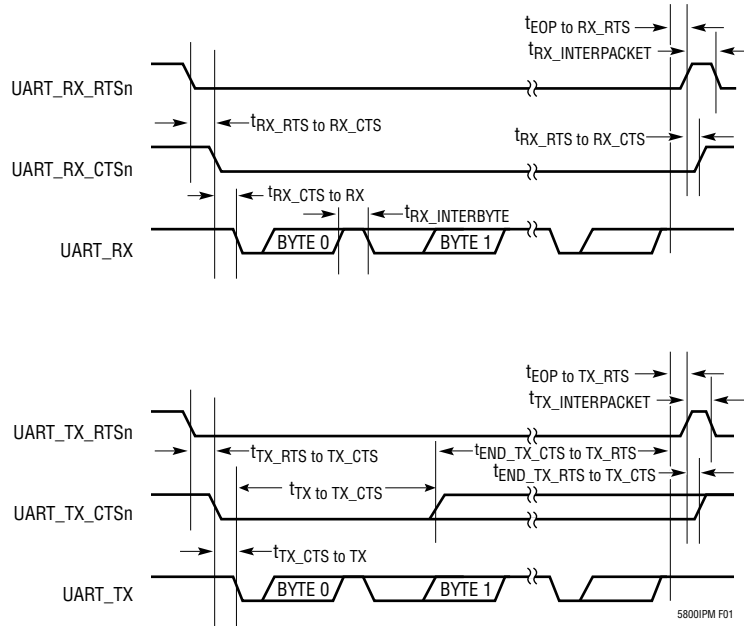 tEOP to RX_RTS
tRX_INTERPACKET
UART_RX_RTSn
tRX_RTS to RX_CTS
tRX_RTS to RX_CTS
UART_RX_CTSn
tRX_CTS to RX
tRX_INTERBYTE
UART_RX
BYTE 0
BYTE 1
tEOP to TX_RTS
tTX_INTERPACKET
UART_TX_RTSn
tTX_RTS to TX_CTS
tEND_TX_CTS to TX_RTS
tEND_TX_RTS to TX_CTS
tTX to TX_CTS
UART_TX_CTSn
tTX_CTS to TX
UART_TX
BYTE 0
BYTE 1
5800IPM F01